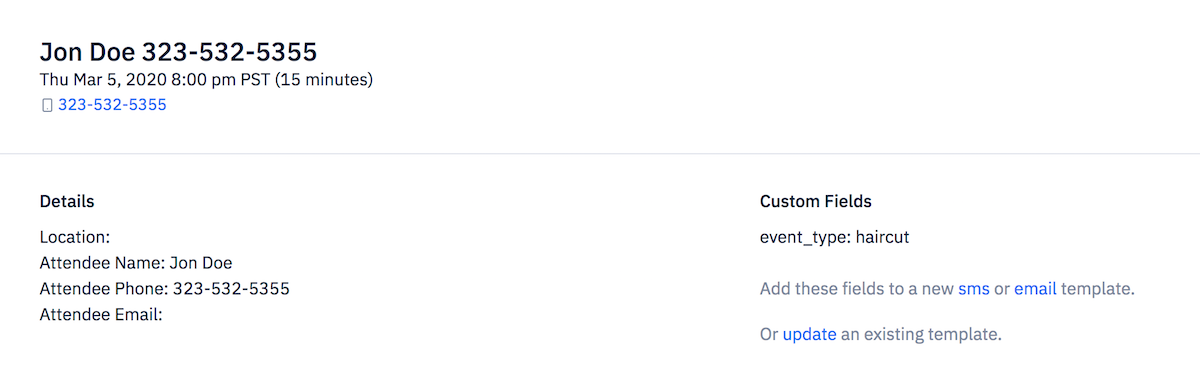 Jon Doe 323-532-5355
Thu Mar 5, 2020 8:00 pm PST (15 minutes)
323-532-5355
Details
Location:
Attendee Name: Jon Doe
Attendee Phone: 323-532-5355
Attendee Email:
Custom Fields
event_type: haircut
Add these fields to a new sms or email template.
Or update an existing template.